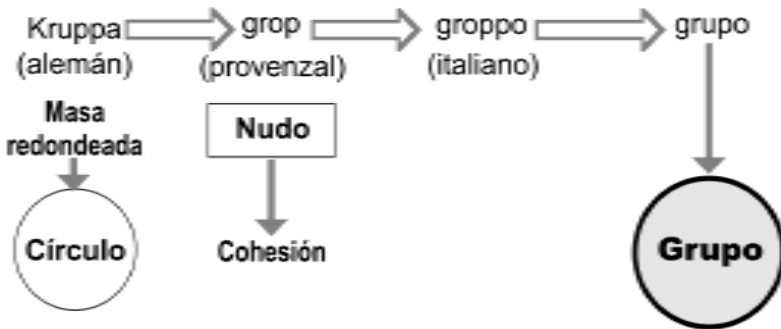 Kruppa grop groppo grupo
(alemán) (provenzal) (italiano)
Masa
redondeada
Nudo
Círculo
Cohesión
Grupo